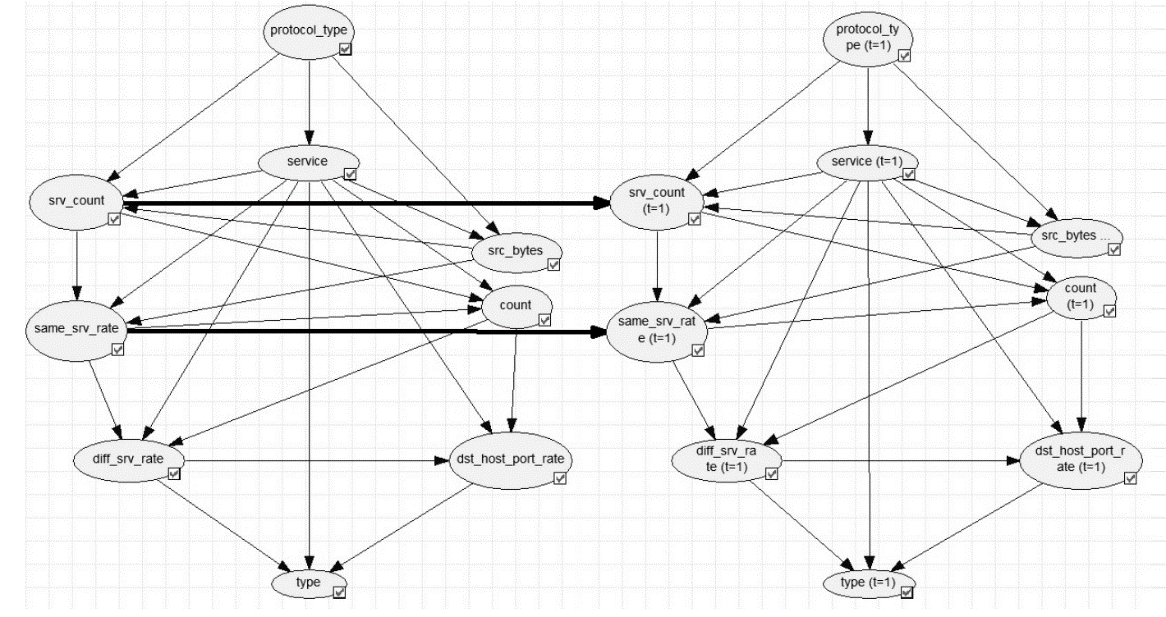 protocol_type
protocol_ty
pe (t=1)
service
service (t=1)
srv_count
srv_count
(t=1)
src_bytes
src_bytes ...
count
count
(t=1)
same_srv_rate
same_srv_rat
e (t=1)
diff_srv_rate
dst_host_port_rate
diff_srv_ra
te (t=1)
dst_host_port_r
ate (t=1)
type
type (t=1)